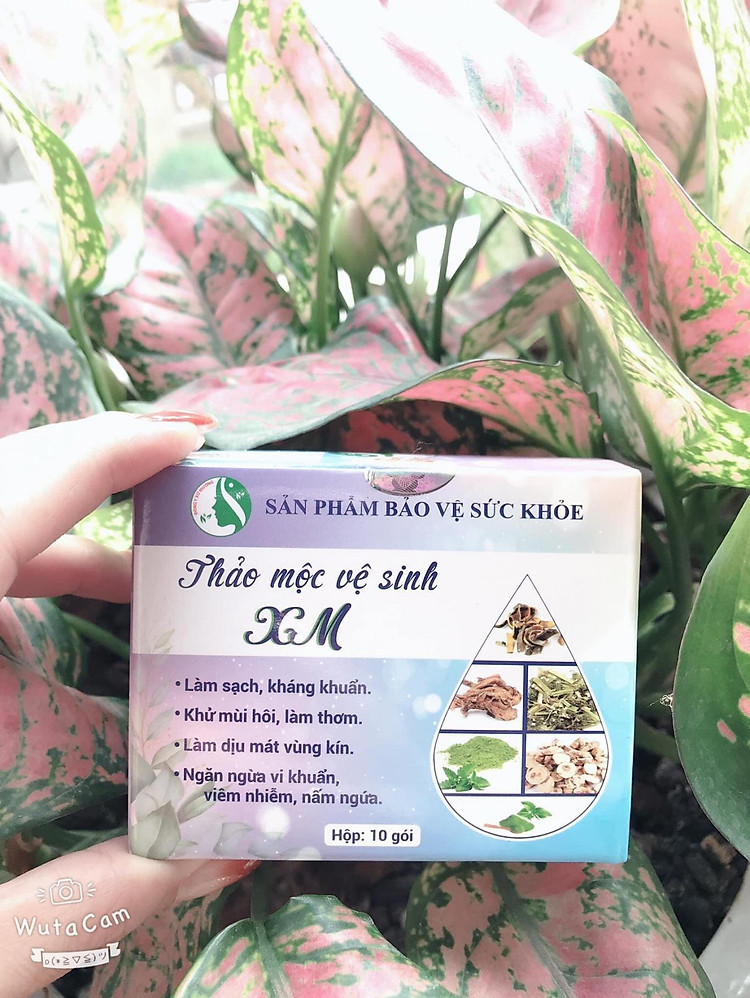 SẢN PHẨM BẢO VỆ SỨC KHỎE
Thảo mộc vệ sinh
XM
• Làm sạch, kháng khuẩn.
• Khử mùi hôi, làm thơm.
• Làm dịu mát vùng kín.
• Ngăn ngừa vi khuẩn,
viêm nhiễm, nấm ngứa.
Hộp: 10 gói
WutaCam